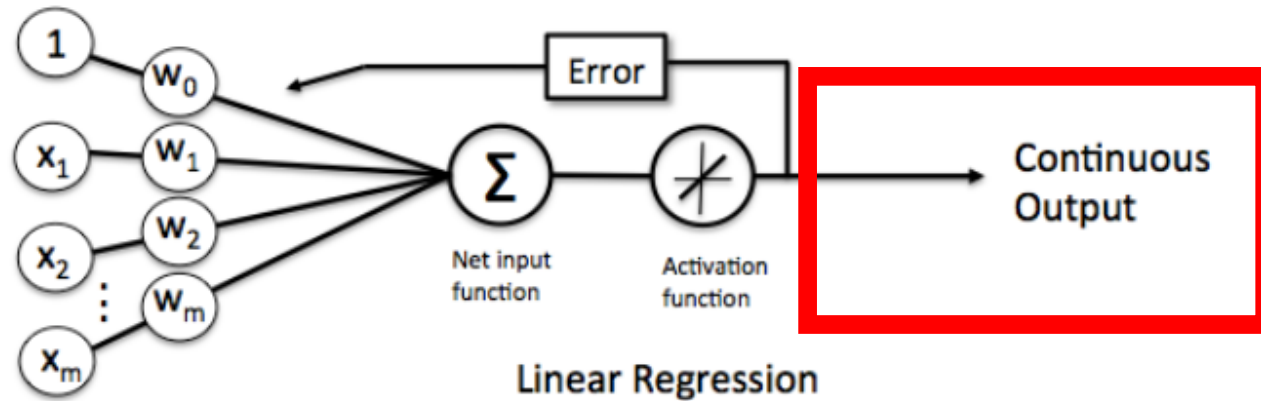 1
w₀
Error
x₁
w₁
Σ
Continuous
Output
x₂
w₂
Net input
function
Activation
function
⋮
wₘ
xₘ
Linear Regression